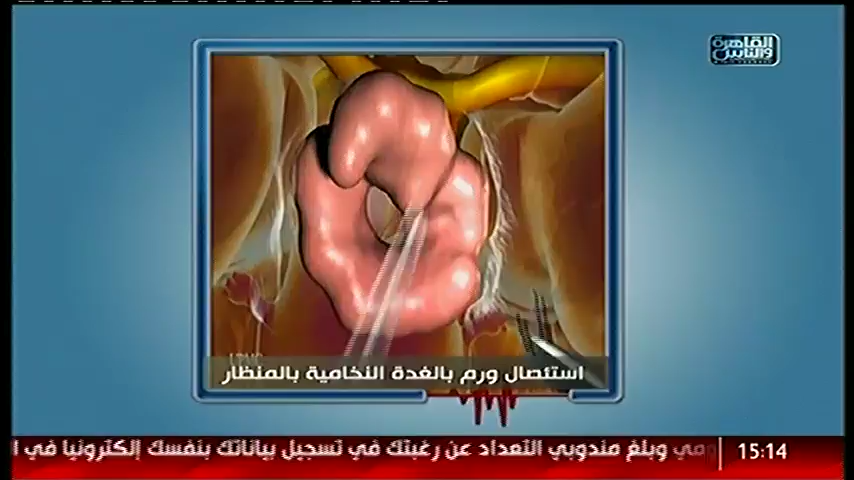 القاهرة
والناس
استئصال ورم بالغدة النخامية بالمنظار
ومي وبلغ مندوبي التعداد عن رغبتك في تسجيل بياناتك بنفسك إلكترونيا في ا
15:14